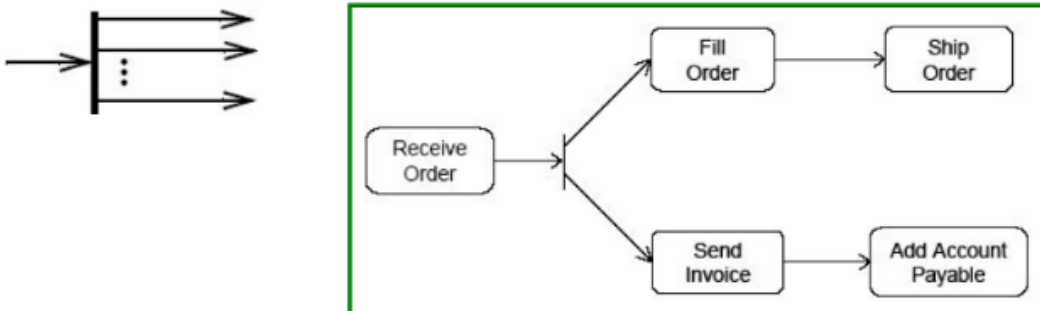 Fill
Order
Ship
Order
Receive
Order
Send
Invoice
Add Account
Payable